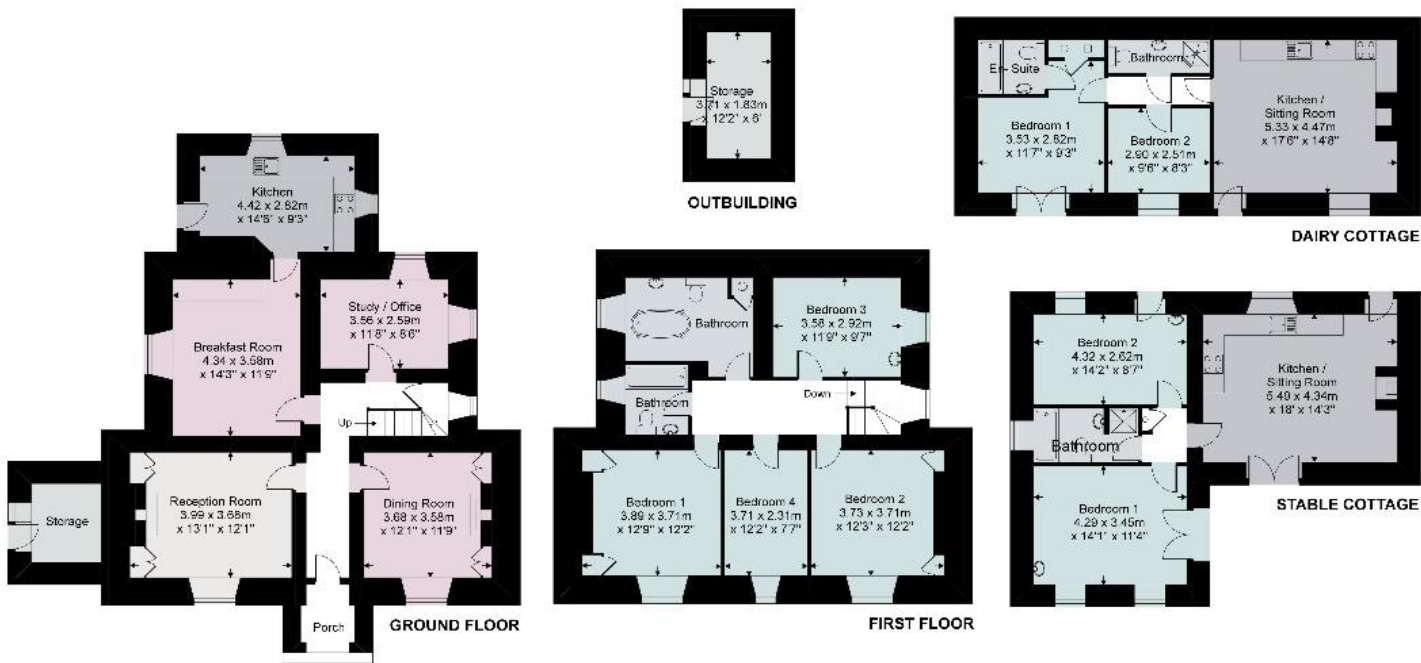 Kitchen
4.42 x 2.82m
x 14'6" x 9'3"
Study / Office
3.56 x 2.59m
x 11'8" x 8'6"
Breakfast Room
4.34 x 3.58m
x 14'3" x 11'9"
Up
Reception Room
3.99 x 3.68m
x 13'1" x 12'1"
Dining Room
3.68 x 3.58m
x 12'1" x 11'9"
Storage
Porch
GROUND FLOOR
Storage
3.71 x 1.83m
x 12'2" x 6'
OUTBUILDING
Bathroom
Bedroom 3
3.58 x 2.92m
x 11'9" x 9'7"
Bathroom
Down
Bedroom 1
3.89 x 3.71m
x 12'9" x 12'2"
Bedroom 4
3.71 x 2.31m
x 12'2" x 7'7"
Bedroom 2
3.73 x 3.71m
x 12'3" x 12'2"
FIRST FLOOR
En-Suite
Bathroom
Kitchen /
Sitting Room
5.33 x 4.47m
x 17'6" x 14'8"
Bedroom 1
3.53 x 2.82m
x 11'7" x 9'3"
Bedroom 2
2.90 x 2.51m
x 9'6" x 8'3"
DAIRY COTTAGE
Bedroom 2
4.32 x 2.62m
x 14'2" x 8'7"
Kitchen /
Sitting Room
5.49 x 4.34m
x 18' x 14'3"
Bathroom
Bedroom 1
4.29 x 3.45m
x 14'1" x 11'4"
STABLE COTTAGE